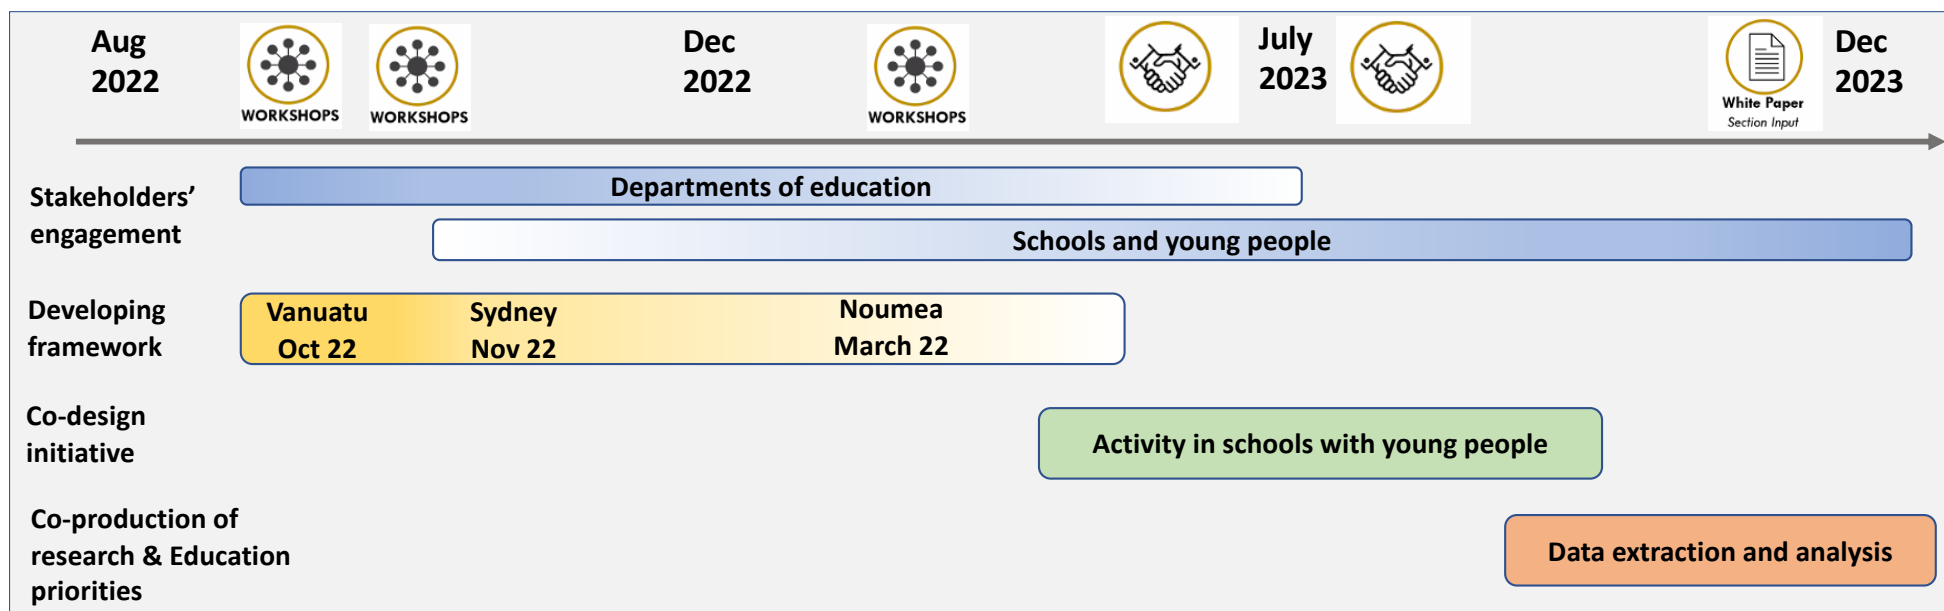 Aug
2022
WORKSHOPS
WORKSHOPS
Dec
2022
WORKSHOPS
July
2023
White Paper
Section Input
Dec
2023
Stakeholders’
engagement
Departments of education
Schools and young people
Developing
framework
Vanuatu
Oct 22
Sydney
Nov 22
Noumea
March 22
Co-design
initiative
Activity in schools with young people
Co-production of
research & Education
priorities
Data extraction and analysis